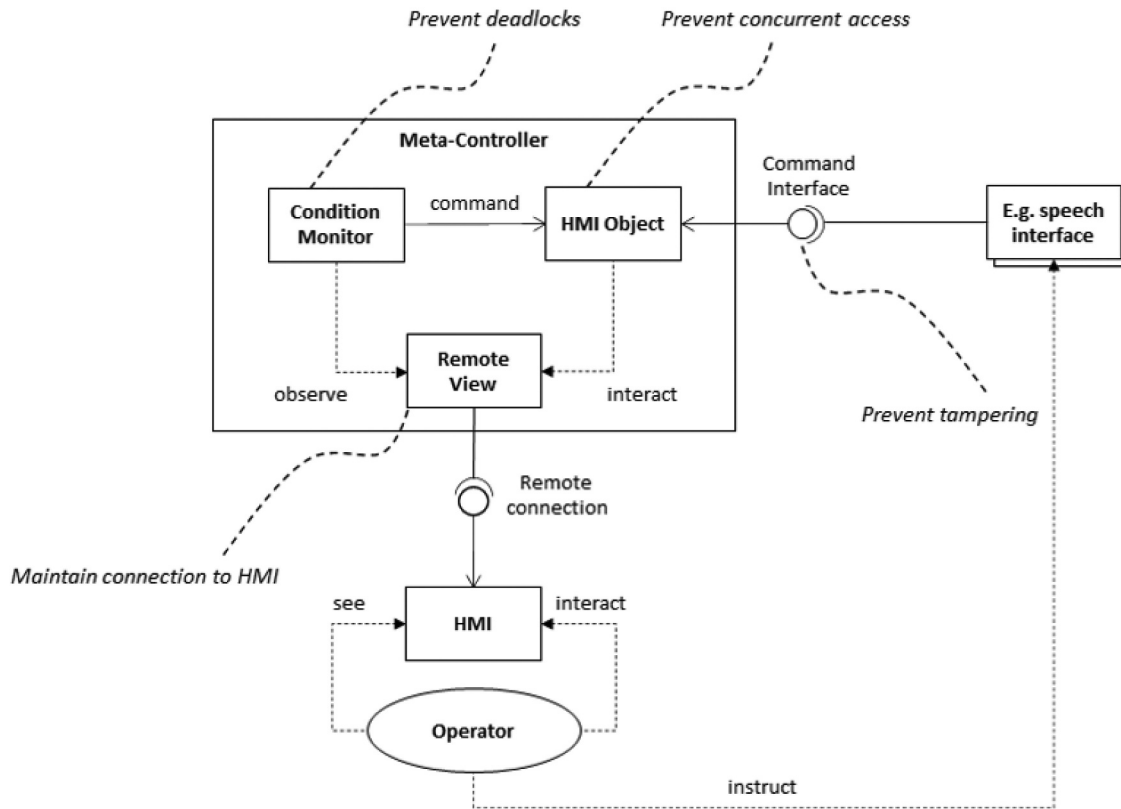 Prevent deadlocks
Prevent concurrent access
Meta-Controller
Command
Interface
Condition
Monitor
command
HMI Object
E.g. speech
interface
Remote
View
observe
interact
Prevent tampering
Remote
connection
Maintain connection to HMI
see
interact
HMI
Operator
instruct